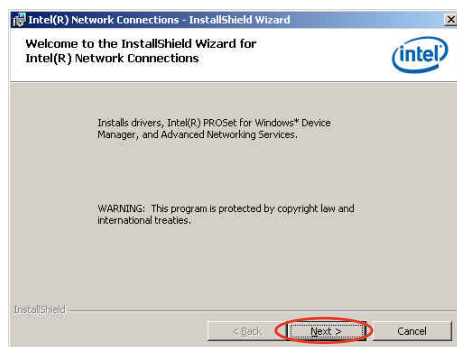 Intel(R) Network Connections - InstallShield Wizard
Welcome to the InstallShield Wizard for
Intel(R) Network Connections
intel
Installs drivers, Intel(R) PROSet for Windows* Device
Manager, and Advanced Networking Services.
WARNING: This program is protected by copyright law and
international treaties.
InstallShield
< Back Next > Cancel